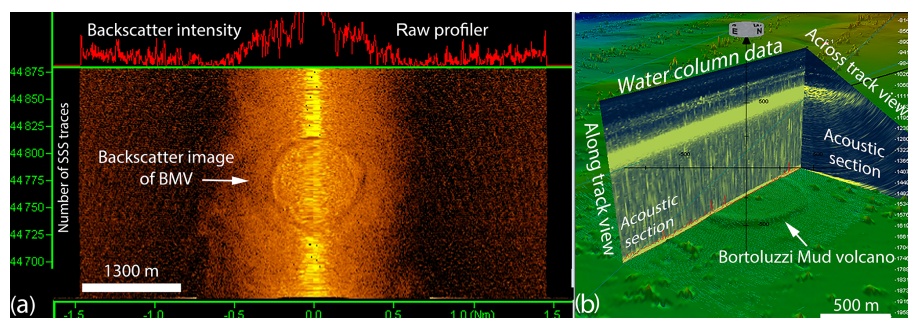 Backscatter intensity
Raw profiler
44 875
44 850
44 825
44 800
44 775
44 750
44 725
44 700
Number of SSS traces
Backscatter image
of BMV
1300 m
(a)
-1.5
-1.0
-0.5
0.0
0.5
1.0(Nm)
1.5
E
N
Water column data
Across track view
Along track view
500
-500
Acoustic
section
Acoustic
section
Bortoluzzi Mud volcano
500 m
(b)